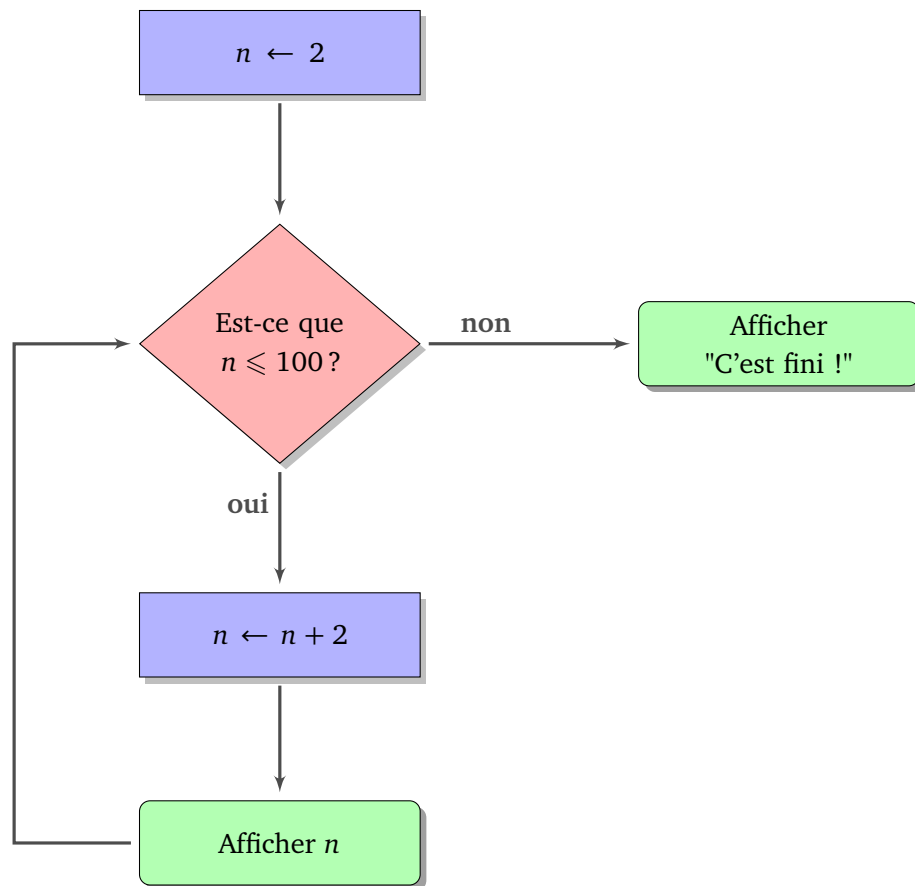 n ← 2
Est-ce que
n ⩽ 100 ?
non
Afficher
"C'est fini !"
oui
n ← n + 2
Afficher n